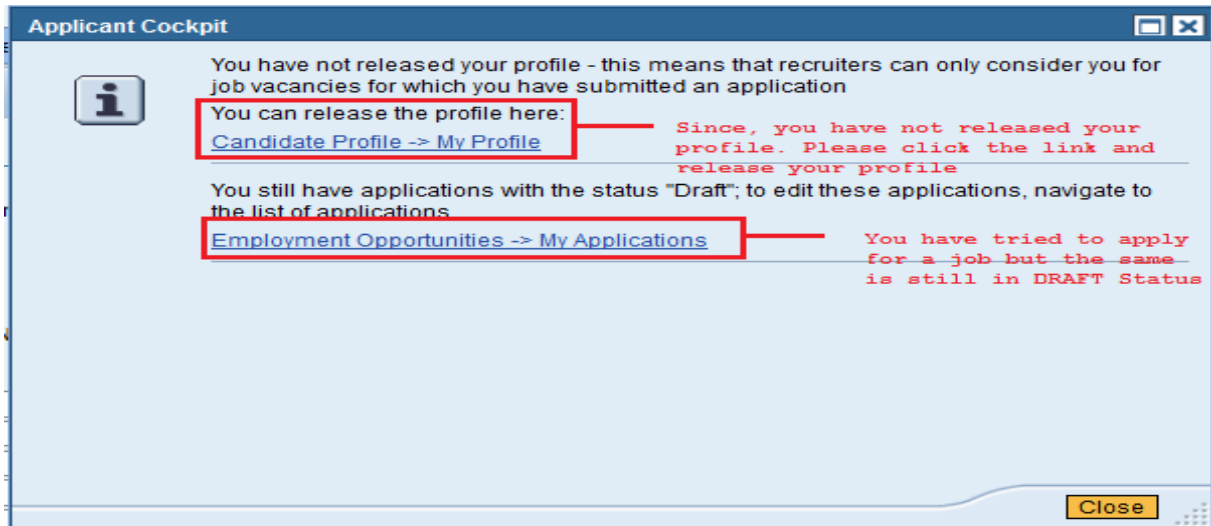 Applicant Cockpit
You have not released your profile - this means that recruiters can only consider you for
job vacancies for which you have submitted an application
You can release the profile here:
Candidate Profile -> My Profile
Since, you have not released your
profile. Please click the link and
release your profile
You still have applications with the status "Draft"; to edit these applications, navigate to
the list of applications
Employment Opportunities -> My Applications
You have tried to apply
for a job but the same
is still in DRAFT Status
Close